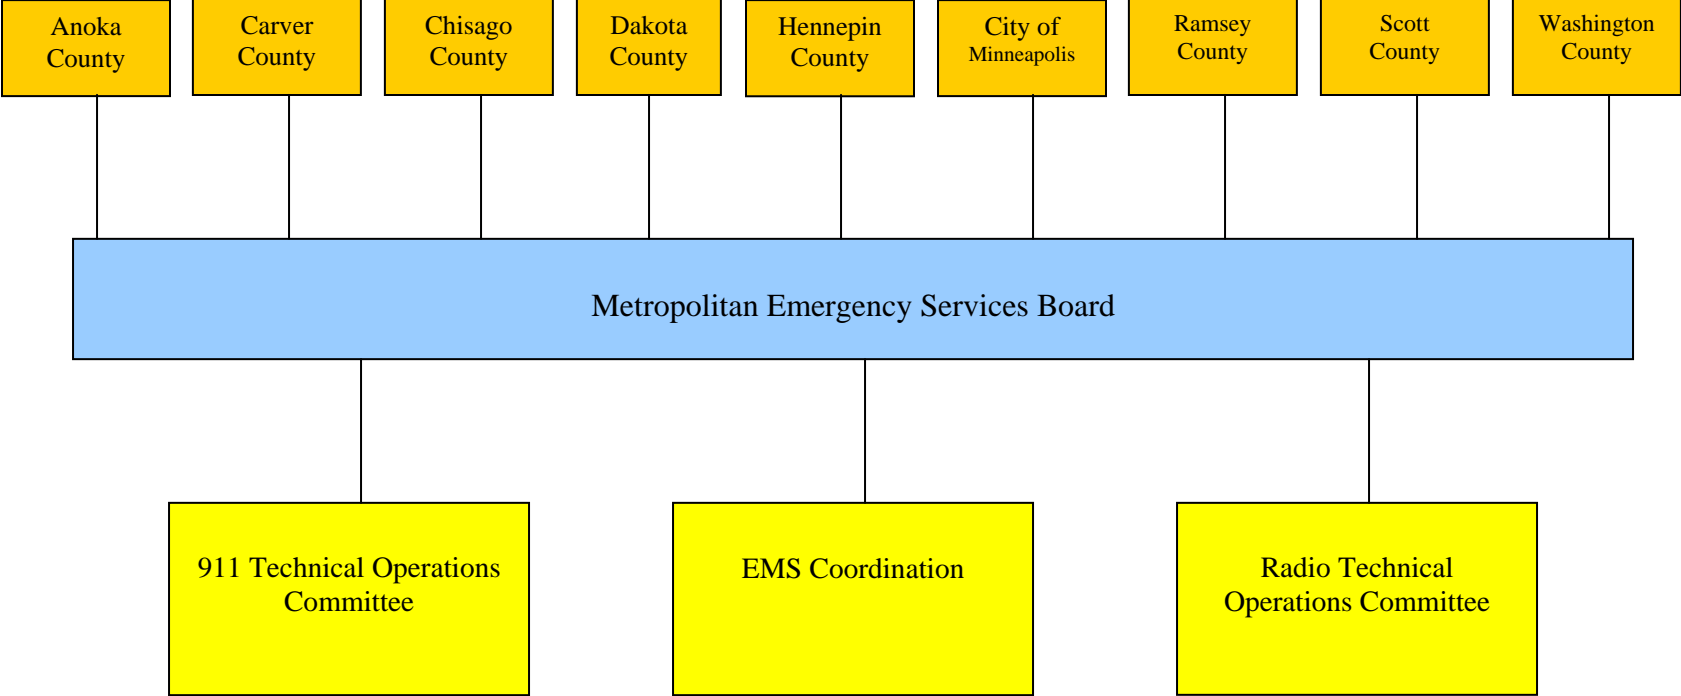 Anoka
County
Carver
County
Chisago
County
Dakota
County
Hennepin
County
City of
Minneapolis
Ramsey
County
Scott
County
Washington
County
Metropolitan Emergency Services Board
911 Technical Operations
Committee
EMS Coordination
Radio Technical
Operations Committee